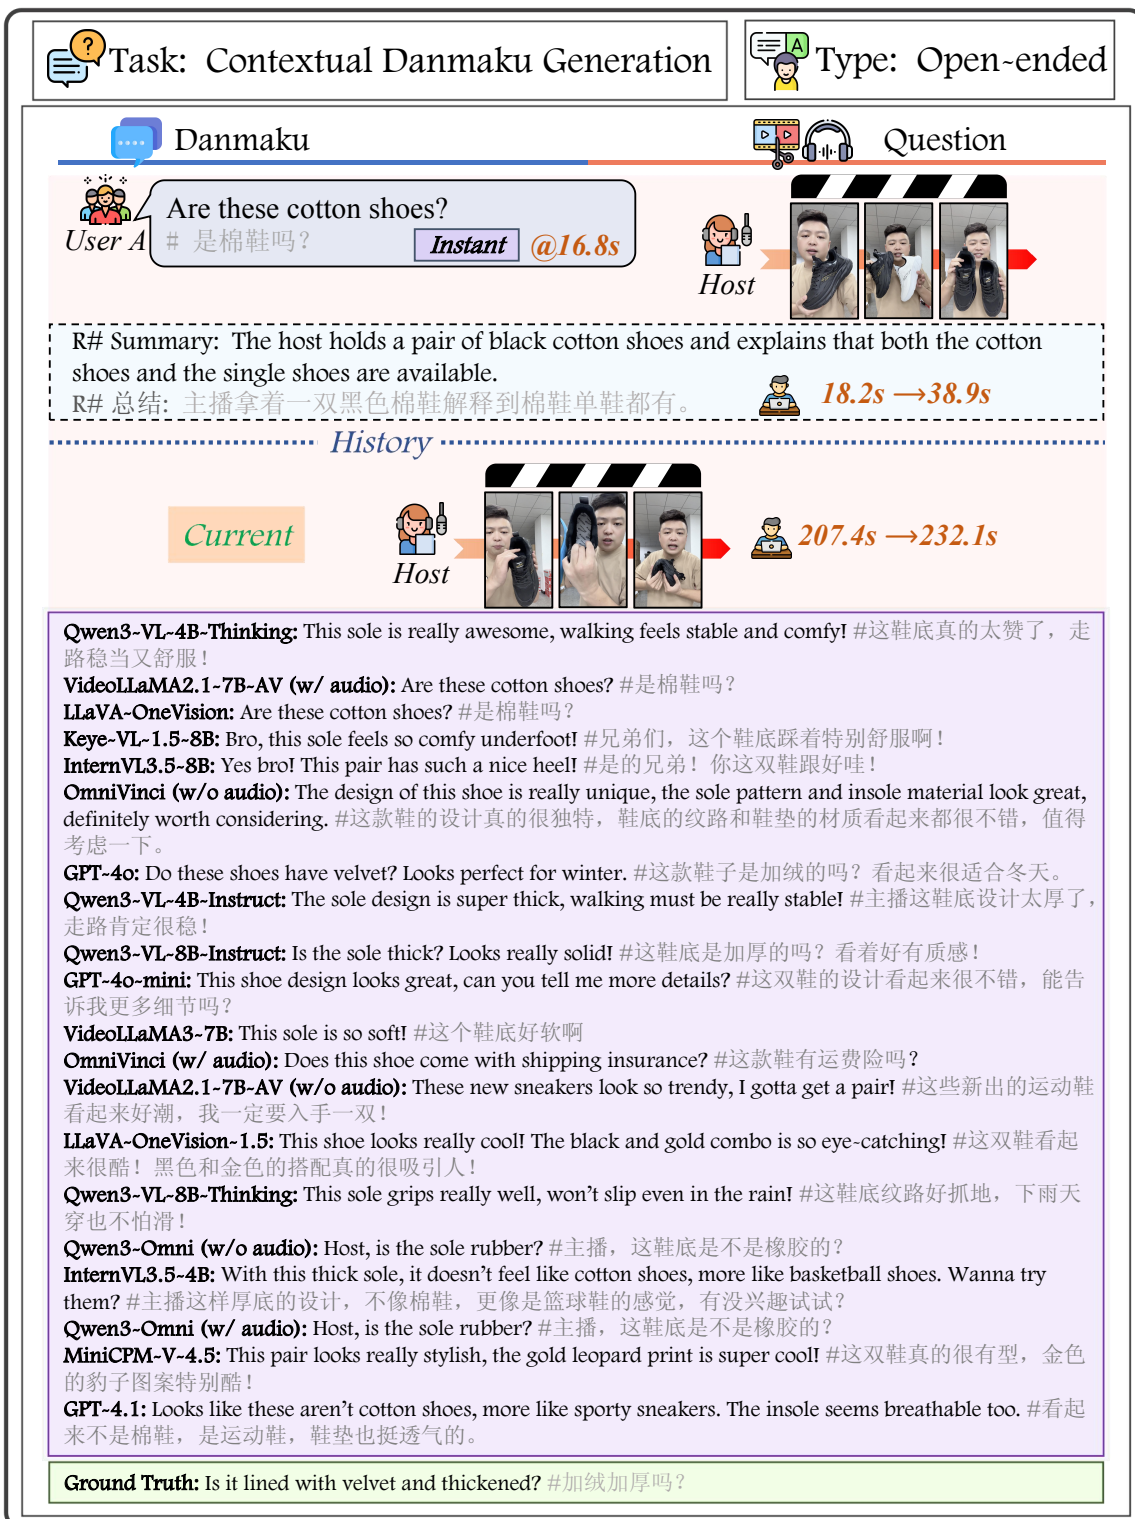 Task: Contextual Danmaku Generation
Type: Open-ended
Danmaku
Question
User A
Are these cotton shoes?
# 是棉鞋吗？
Instant @16.8s
Host
R# Summary: The host holds a pair of black cotton shoes and explains that both the cotton
shoes and the single shoes are available.
R# 总结：主播拿着一双黑色棉鞋解释到棉鞋单鞋都有。
18.2s →38.9s
History
Current
Host
207.4s →232.1s
Qwen3-VL-4B-Thinking: This sole is really awesome, walking feels stable and comfy! #这鞋底真的太赞了，走
路稳当又舒服！
VideoLLaMA2.1-7B-AV (w/ audio): Are these cotton shoes? #是棉鞋吗？
LLaVA-OneVision: Are these cotton shoes? #是棉鞋吗？
Keye-VL-1.5-8B: Bro, this sole feels so comfy underfoot! #兄弟们，这个鞋底踩着特别舒服啊！
InternVL3.5-8B: Yes bro! This pair has such a nice heel! #是的兄弟！你这双鞋跟好哇！
OmniVinci (w/o audio): The design of this shoe is really unique, the sole pattern and insole material look great,
definitely worth considering. #这款鞋的设计真的很独特，鞋底的纹路和鞋垫的材质看起来都很不错，值得
考虑一下。
GPT-4o: Do these shoes have velvet? Looks perfect for winter. #这款鞋子是加绒的吗？看起来很适合冬天。
Qwen3-VL-4B-Instruct: The sole design is super thick, walking must be really stable! #主播这鞋底设计太厚了，
走路肯定很稳！
Qwen3-VL-8B-Instruct: Is the sole thick? Looks really solid! #这鞋底是加厚的吗？看着好有质感！
GPT-4o-mini: This shoe design looks great, can you tell me more details? #这双鞋的设计看起来很不错，能告
诉我更多细节吗？
VideoLLaMA3-7B: This sole is so soft! #这个鞋底好软啊
OmniVinci (w/ audio): Does this shoe come with shipping insurance? #这款鞋有运费险吗？
VideoLLaMA2.1-7B-AV (w/o audio): These new sneakers look so trendy, I gotta get a pair! #这些新出的运动鞋
看起来好潮，我一定要入手一双！
LLaVA-OneVision-1.5: This shoe looks really cool! The black and gold combo is so eye-catching! #这双鞋看起
来很酷！黑色和金色的搭配真的很吸引人！
Qwen3-VL-8B-Thinking: This sole grips really well, won't slip even in the rain! #这鞋底纹路好抓地，下雨天
穿也不怕滑！
Qwen3-Omni (w/o audio): Host, is the sole rubber? #主播，这鞋底是不是橡胶的？
InternVL3.5-4B: With this thick sole, it doesn't feel like cotton shoes, more like basketball shoes. Wanna try
them? #主播这样厚底的设计，不像棉鞋，更像是篮球鞋的感觉，有没兴趣试试？
Qwen3-Omni (w/ audio): Host, is the sole rubber? #主播，这鞋底是不是橡胶的？
MiniCPM-V-4.5: This pair looks really stylish, the gold leopard print is super cool! #这双鞋真的很有型，金色
的豹子图案特别酷！
GPT-4.1: Looks like these aren't cotton shoes, more like sporty sneakers. The insole seems breathable too. #看起
来不是棉鞋，是运动鞋，鞋垫也挺透气的。
Ground Truth: Is it lined with velvet and thickened? #加绒加厚吗？